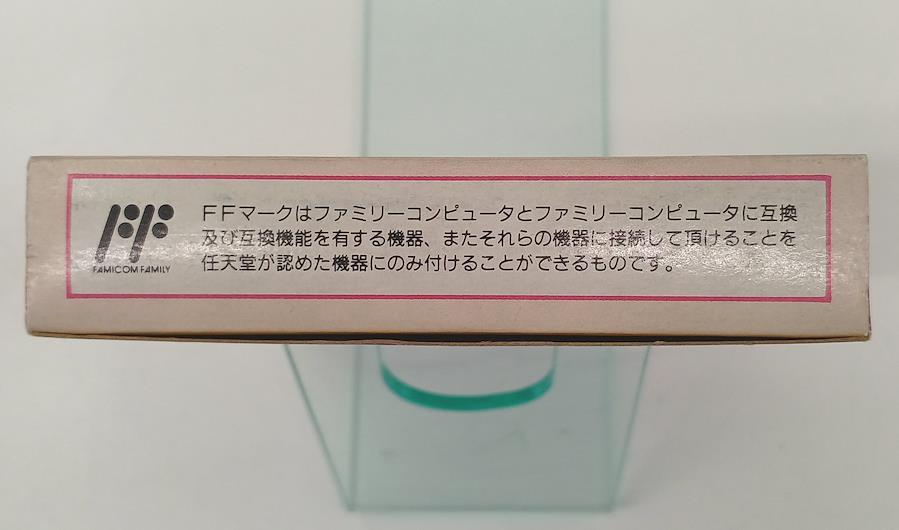 FFマークはファミリーコンピュータとファミリーコンピュータに互換
及び互換機能を有する機器、またそれらの機器に接続して頂けることを
任天堂が認めた機器にのみ付けることができるものです。
FF
FAMICOM FAMILY